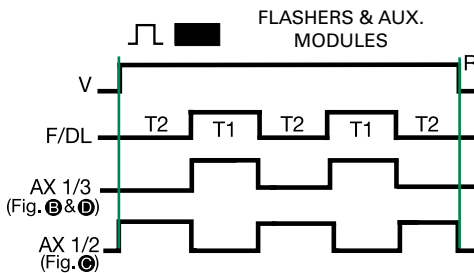 FLASHERS & AUX.
MODULES
R
V
F/DL T2 T1 T2 T1 T2
AX 1/3
(Fig. B & D)
AX 1/2
(Fig. C)